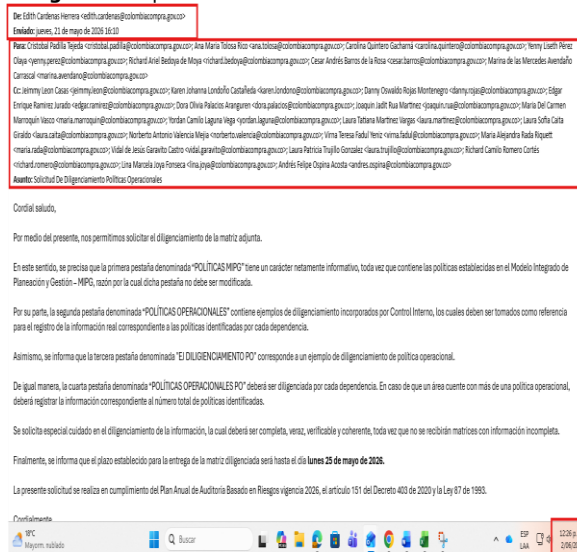 De: Edith Cardenas Herrera <edith.cardenas@colombiacompra.gov.co>
Enviado: jueves, 21 de mayo de 2026 16:10
Para: Cristobal Padilla Tejeda <cristobal.padilla@colombiacompra.gov.co>; Ana Maria Tolosa Rico <ana.tolosa@colombiacompra.gov.co>; Carolina Quintero Gacharná <carolina.quintero@colombiacompra.gov.co>; Yenny Liseth Pérez
Olaya <yenny.perez@colombiacompra.gov.co>; Richard Ariel Bedoya de Moya <richard.bedoya@colombiacompra.gov.co>; Cesar Andrés Barros de la Rosa <cesar.barros@colombiacompra.gov.co>; Marina de las Mercedes Avendaño
Carrascal <marina.avendano@colombiacompra.gov.co>
Cc: Jeimmy Leon Casas <jeimmy.leon@colombiacompra.gov.co>; Karen Johanna Londoño Castañeda <karen.londono@colombiacompra.gov.co>; Danny Oswaldo Rojas Montenegro <danny.rojas@colombiacompra.gov.co>; Edgar
Enrique Ramirez Jurado <edgar.ramirez@colombiacompra.gov.co>; Dora Olivia Palacios Aranguren <dora.palacios@colombiacompra.gov.co>; Joaquin Jadit Rua Martinez <joaquin.rua@colombiacompra.gov.co>; Maria Del Carmen
Marroquin Vasco <maria.marroquin@colombiacompra.gov.co>; Yordan Camilo Laguna Vega <yordan.laguna@colombiacompra.gov.co>; Laura Tatiana Martinez Vargas <laura.martinez@colombiacompra.gov.co>; Laura Sofia Caita
Giraldo <laura.caita@colombiacompra.gov.co>; Norberto Antonio Valencia Mejia <norberto.valencia@colombiacompra.gov.co>; Virna Teresa Fadul Yeniz <virna.fadul@colombiacompra.gov.co>; Maria Alejandra Rada Riquett
<maria.rada@colombiacompra.gov.co>; Vidal de Jesús Garavito Castro <vidal.garavito@colombiacompra.gov.co>; Laura Patricia Trujillo Gonzalez <laura.trujillo@colombiacompra.gov.co>; Richard Camilo Romero Cortés
<richard.romero@colombiacompra.gov.co>; Lina Marcela Joya Fonseca <lina.joya@colombiacompra.gov.co>; Andrés Felipe Ospina Acosta <andres.ospina@colombiacompra.gov.co>
Asunto: Solicitud De Diligenciamiento Políticas Operacionales
Cordial saludo,
Por medio del presente, nos permitimos solicitar el diligenciamiento de la matriz adjunta.
En este sentido, se precisa que la primera pestaña denominada “POLÍTICAS MIPG” tiene un carácter netamente informativo, toda vez que contiene las políticas establecidas en el Modelo Integrado de
Planeación y Gestión – MIPG, razón por la cual dicha pestaña no debe ser modificada.
Por su parte, la segunda pestaña denominada “POLÍTICAS OPERACIONALES” contiene ejemplos de diligenciamiento incorporados por Control Interno, los cuales deben ser tomados como referencia
para el registro de la información real correspondiente a las políticas identificadas por cada dependencia.
Asimismo, se informa que la tercera pestaña denominada “EJ DILIGIENCIAMIENTO PO” corresponde a un ejemplo de diligenciamiento de política operacional.
De igual manera, la cuarta pestaña denominada “POLÍTICAS OPERACIONALES PO” deberá ser diligenciada por cada dependencia. En caso de que un área cuente con más de una política operacional,
deberá registrar la información correspondiente al número total de políticas identificadas.
Se solicita especial cuidado en el diligenciamiento de la información, la cual deberá ser completa, veraz, verificable y coherente, toda vez que no se recibirán matrices con información incompleta.
Finalmente, se informa que el plazo establecido para la entrega de la matriz diligenciada será hasta el día lunes 25 de mayo de 2026.
La presente solicitud se realiza en cumplimiento del Plan Anual de Auditoria Basado en Riesgos vigencia 2026, el artículo 151 del Decreto 403 de 2020 y la Ley 87 de 1993.
Cordialmente
18°C
Mayorm. nublado
Buscar
ESP
LAA
12:26 p.
2/06/2